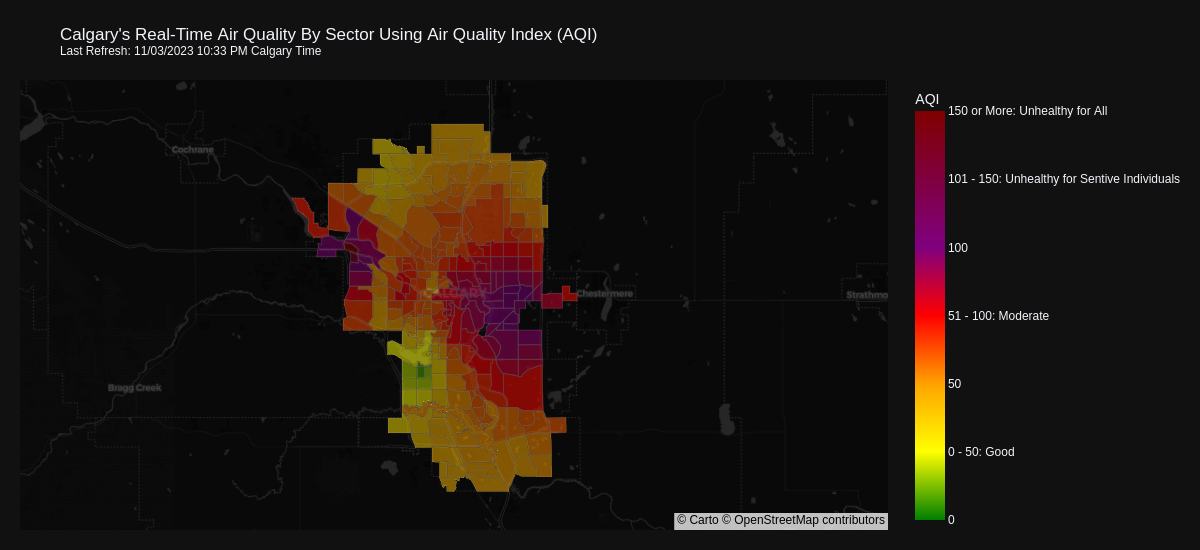 Calgary's Real-Time Air Quality By Sector Using Air Quality Index (AQI)
Last Refresh: 11/03/2023 10:33 PM Calgary Time
AQI
150 or More: Unhealthy for All
Cochrane
101 - 150: Unhealthy for Sentive Individuals
100
CALGARY
Chestermere
Strathmo
51 - 100: Moderate
Bragg Creek
50
0 - 50: Good
© Carto © OpenStreetMap contributors
0